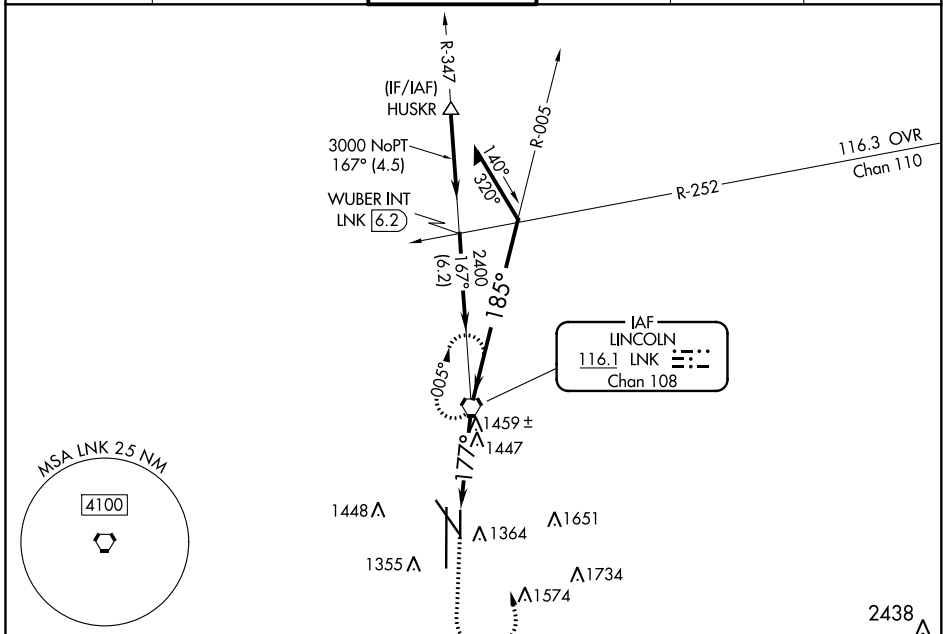 R-347
(IF/IAF)
HUSKR
3000 NoPT
167° (4.5)
WUBER INT
LNK 6.2
R-005
140°
320°
116.3 OVR
Chan 110
R-252
2400
167°
(6.2)
185°
IAF
LINCOLN
116.1 LNK
Chan 108
005°
1459 ±
1447
177°
MSA LNK 25 NM
4100
1448
1364
1651
1355
1734
1574
2438